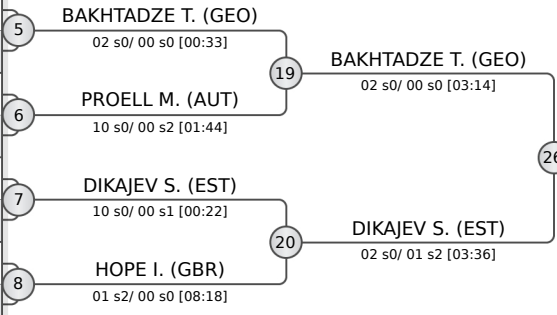 5
BAKHTADZE T. (GEO)
02 s0/ 00 s0 [00:33]
19
BAKHTADZE T. (GEO)
02 s0/ 00 s0 [03:14]
6
PROELL M. (AUT)
10 s0/ 00 s2 [01:44]
26
7
DIKAJEV S. (EST)
10 s0/ 00 s1 [00:22]
20
DIKAJEV S. (EST)
02 s0/ 01 s2 [03:36]
8
HOPE I. (GBR)
01 s2/ 00 s0 [08:18]